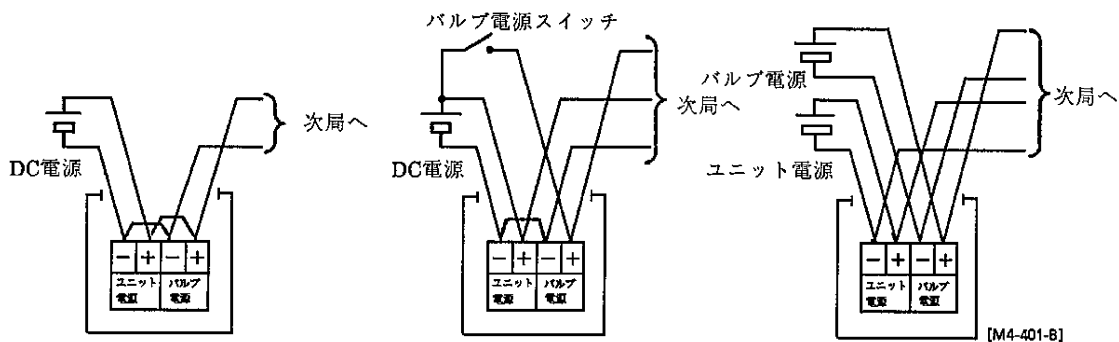 バルブ電源スイッチ
DC電源
次局へ
− + − +
ユニット 電源
バルブ 電源
DC電源
次局へ
− + − +
ユニット 電源
バルブ 電源
バルブ電源
ユニット電源
次局へ
− + − +
ユニット 電源
バルブ 電源
[M4-401-B]